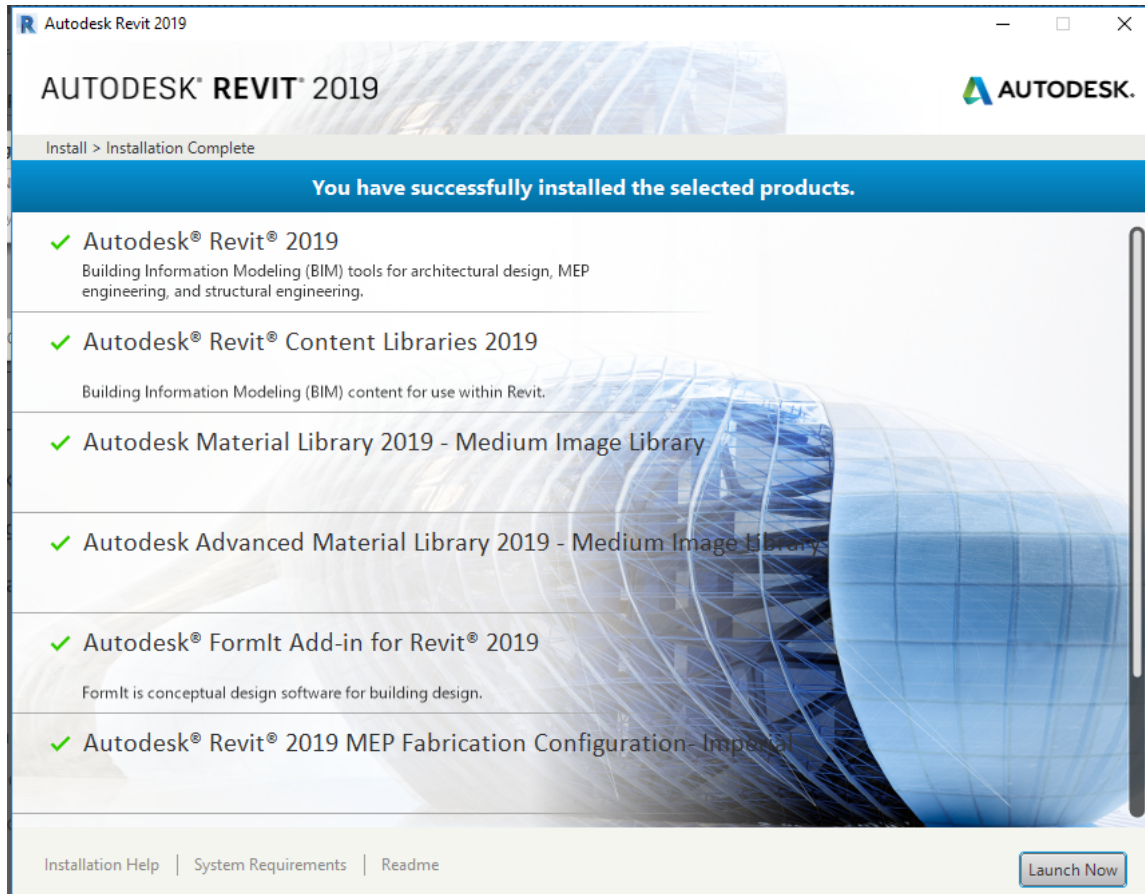 Autodesk Revit 2019
AUTODESK® REVIT® 2019
AUTODESK.
Install > Installation Complete
You have successfully installed the selected products.
Autodesk® Revit® 2019
Building Information Modeling (BIM) tools for architectural design, MEP
engineering, and structural engineering.
Autodesk® Revit® Content Libraries 2019
Building Information Modeling (BIM) content for use within Revit.
Autodesk Material Library 2019 - Medium Image Library
Autodesk Advanced Material Library 2019 - Medium Image Library
Autodesk® FormIt Add-in for Revit® 2019
FormIt is conceptual design software for building design.
Autodesk® Revit® 2019 MEP Fabrication Configuration- Imperial
Installation Help | System Requirements | Readme
Launch Now